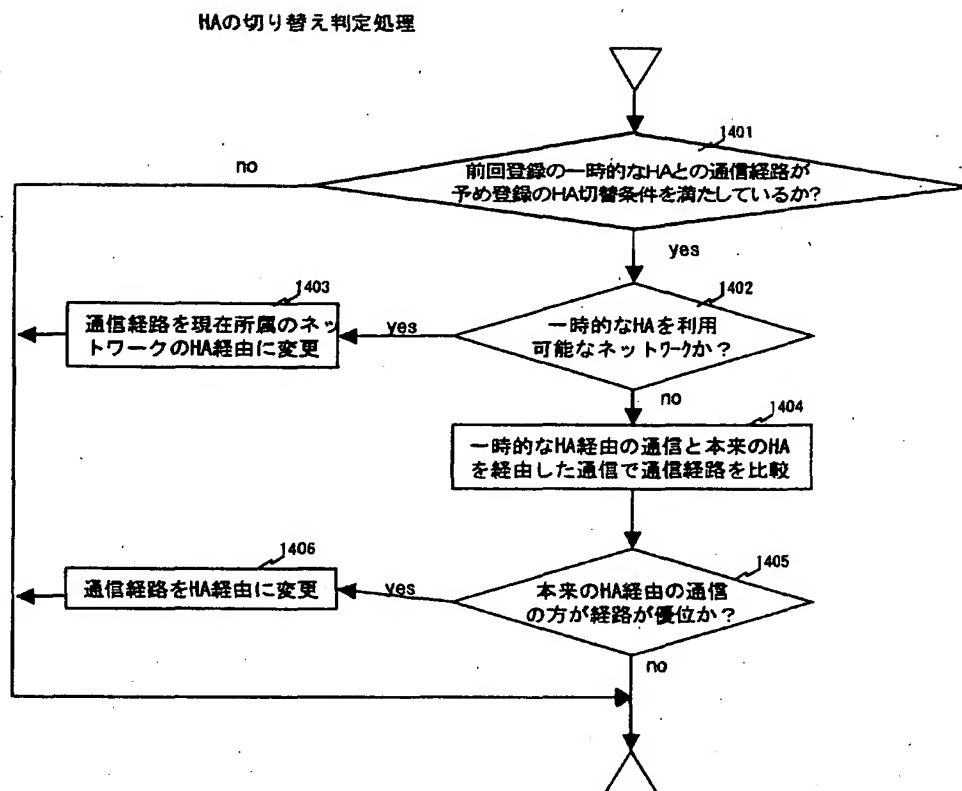 HAの切り替え判定処理
1401
no
前回登録の一時的なHAとの通信経路が
予め登録のHA切替条件を満たしているか?
yes
1403
1402
通信経路を現在所属のネッ
トワークのHA経由に変更
yes
一時的なHAを利用
可能なネットワークか?
no
1404
一時的なHA経由の通信と本来のHA
を経由した通信で通信経路を比較
1406
1405
通信経路をHA経由に変更
yes
本来のHA経由の通信
の方が経路が優位か?
no